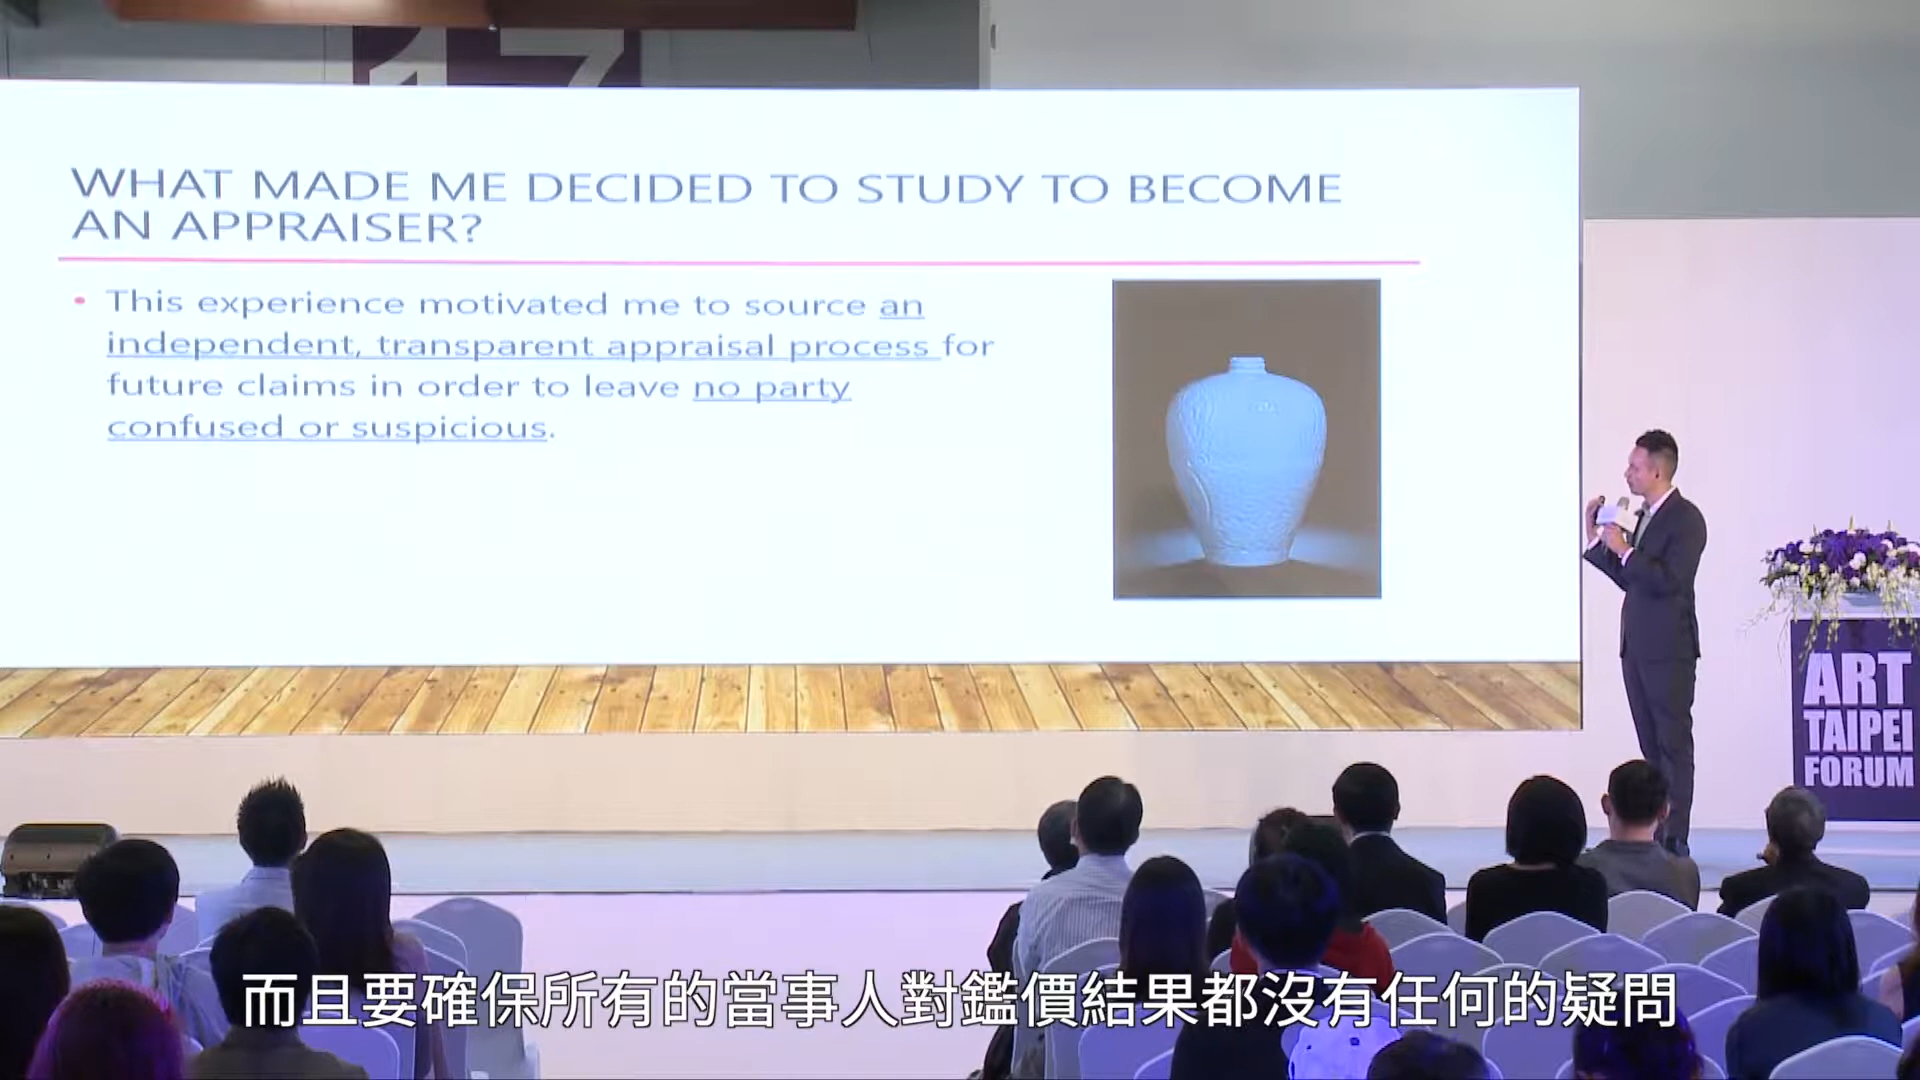 17
WHAT MADE ME DECIDED TO STUDY TO BECOME
AN APPRAISER?
• This experience motivated me to source an
independent, transparent appraisal process for
future claims in order to leave no party
confused or suspicious.
ART
TAIPEI
FORUM
而且要確保所有的當事人對鑑價結果都沒有任何的疑問